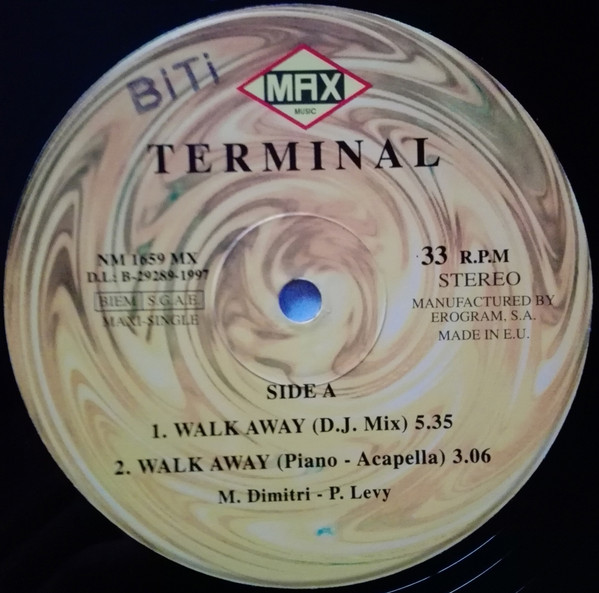 BiTi
MAX
MUSIC
TERMINAL
NM 1659 MX
D.L.: B-29289-1997
BIEM S.G.A.E.
MAXI-SINGLE
33 R.P.M
STEREO
MANUFACTURED BY
EROGRAM, S.A.
MADE IN E.U.
SIDE A
1. WALK AWAY (D.J. Mix) 5.35
2. WALK AWAY (Piano - Acapella) 3.06
M. Dimitri - P. Levy